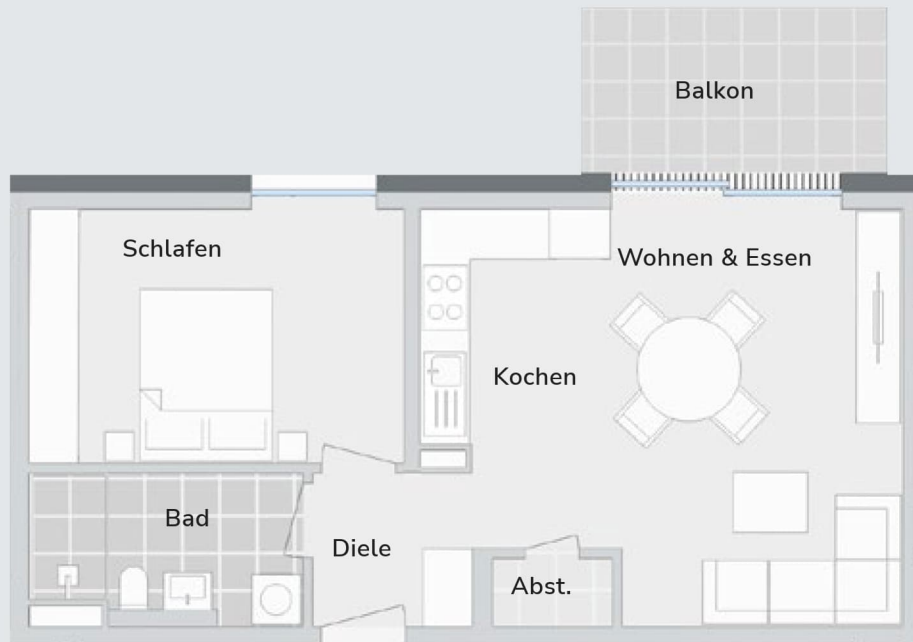 Balkon
Schlafen
Wohnen & Essen
Kochen
Bad
Diele
Abst.